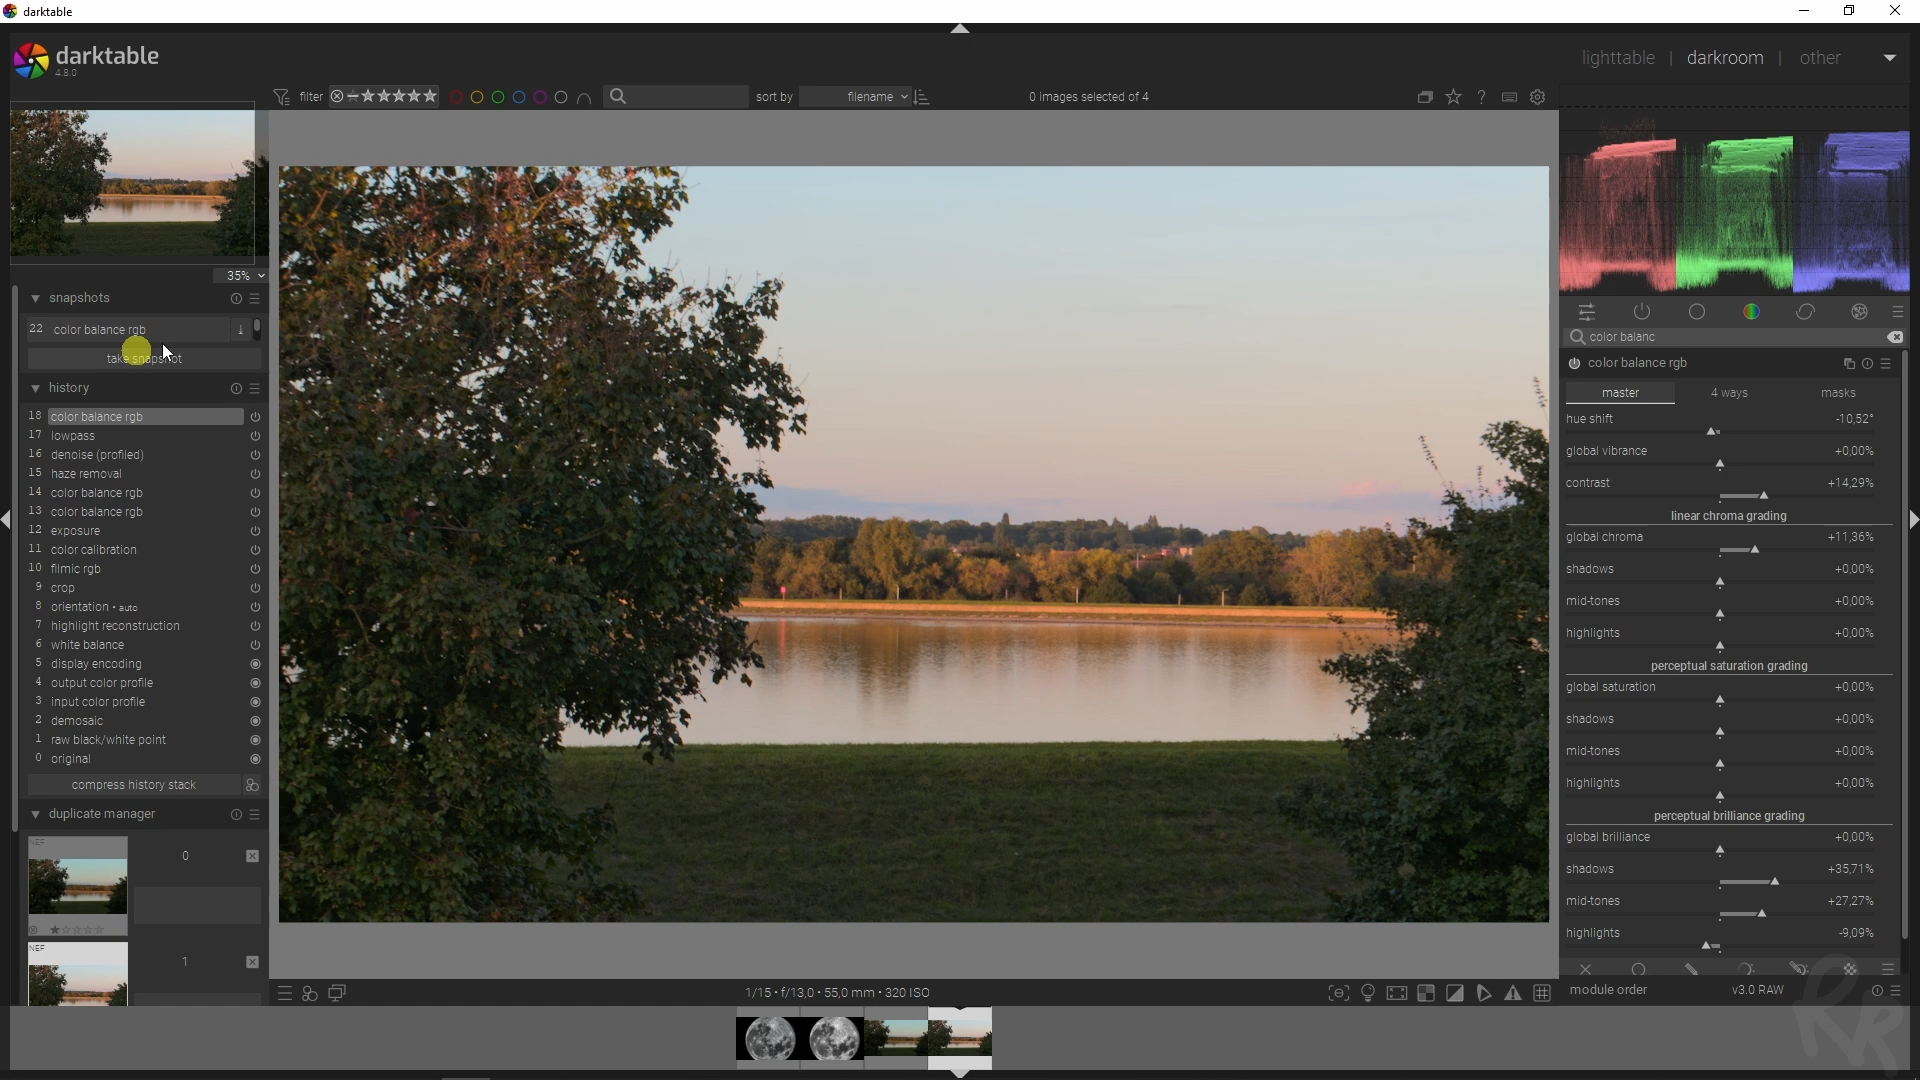 darktable
darktable
4.8.0
lighttable | darkroom | other
filter
sort by filename
0 images selected of 4
35%
snapshots
22 color balance rgb
take snapshot
history
18 color balance rgb
17 lowpass
16 denoise (profiled)
15 haze removal
14 color balance rgb
13 color balance rgb
12 exposure
11 color calibration
10 filmic rgb
9 crop
8 orientation • auto
7 highlight reconstruction
6 white balance
5 display encoding
4 output color profile
3 input color profile
2 demosaic
1 raw black/white point
0 original
compress history stack
duplicate manager
NEF
0
NEF
1
1/15 • f/13,0 • 55,0 mm • 320 ISO
color balanc
color balance rgb
master 4 ways masks
hue shift -10,52°
global vibrance +0,00%
contrast +14,29%
linear chroma grading
global chroma +11,36%
shadows +0,00%
mid-tones +0,00%
highlights +0,00%
perceptual saturation grading
global saturation +0,00%
shadows +0,00%
mid-tones +0,00%
highlights +0,00%
perceptual brilliance grading
global brilliance +0,00%
shadows +35,71%
mid-tones +27,27%
highlights -9,09%
module order v3.0 RAW